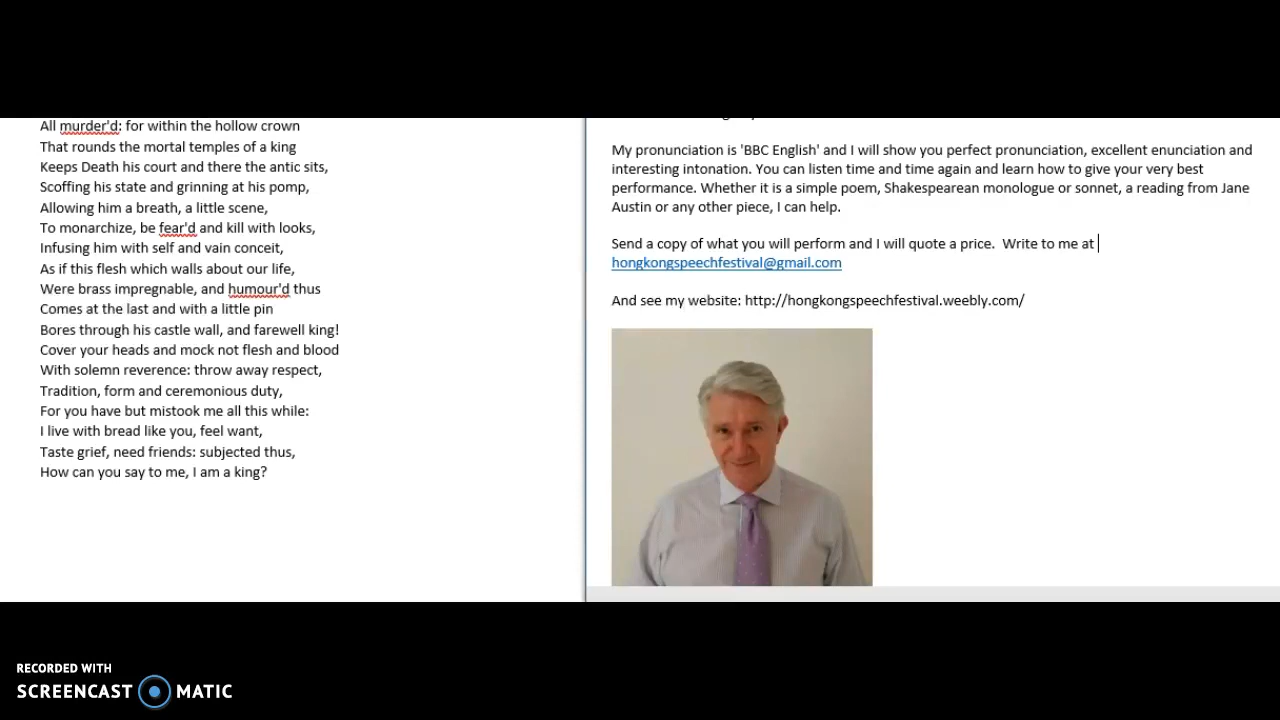 All murder'd: for within the hollow crown
That rounds the mortal temples of a king
Keeps Death his court and there the antic sits,
Scoffing his state and grinning at his pomp,
Allowing him a breath, a little scene,
To monarchize, be fear'd and kill with looks,
Infusing him with self and vain conceit,
As if this flesh which walls about our life,
Were brass impregnable, and humour'd thus
Comes at the last and with a little pin
Bores through his castle wall, and farewell king!
Cover your heads and mock not flesh and blood
With solemn reverence: throw away respect,
Tradition, form and ceremonious duty,
For you have but mistook me all this while:
I live with bread like you, feel want,
Taste grief, need friends: subjected thus,
How can you say to me, I am a king?
My pronunciation is 'BBC English' and I will show you perfect pronunciation, excellent enunciation and
interesting intonation. You can listen time and time again and learn how to give your very best
performance. Whether it is a simple poem, Shakespearean monologue or sonnet, a reading from Jane
Austin or any other piece, I can help.
Send a copy of what you will perform and I will quote a price.  Write to me at
hongkongspeechfestival@gmail.com
And see my website: http://hongkongspeechfestival.weebly.com/
RECORDED WITH
SCREENCAST MATIC